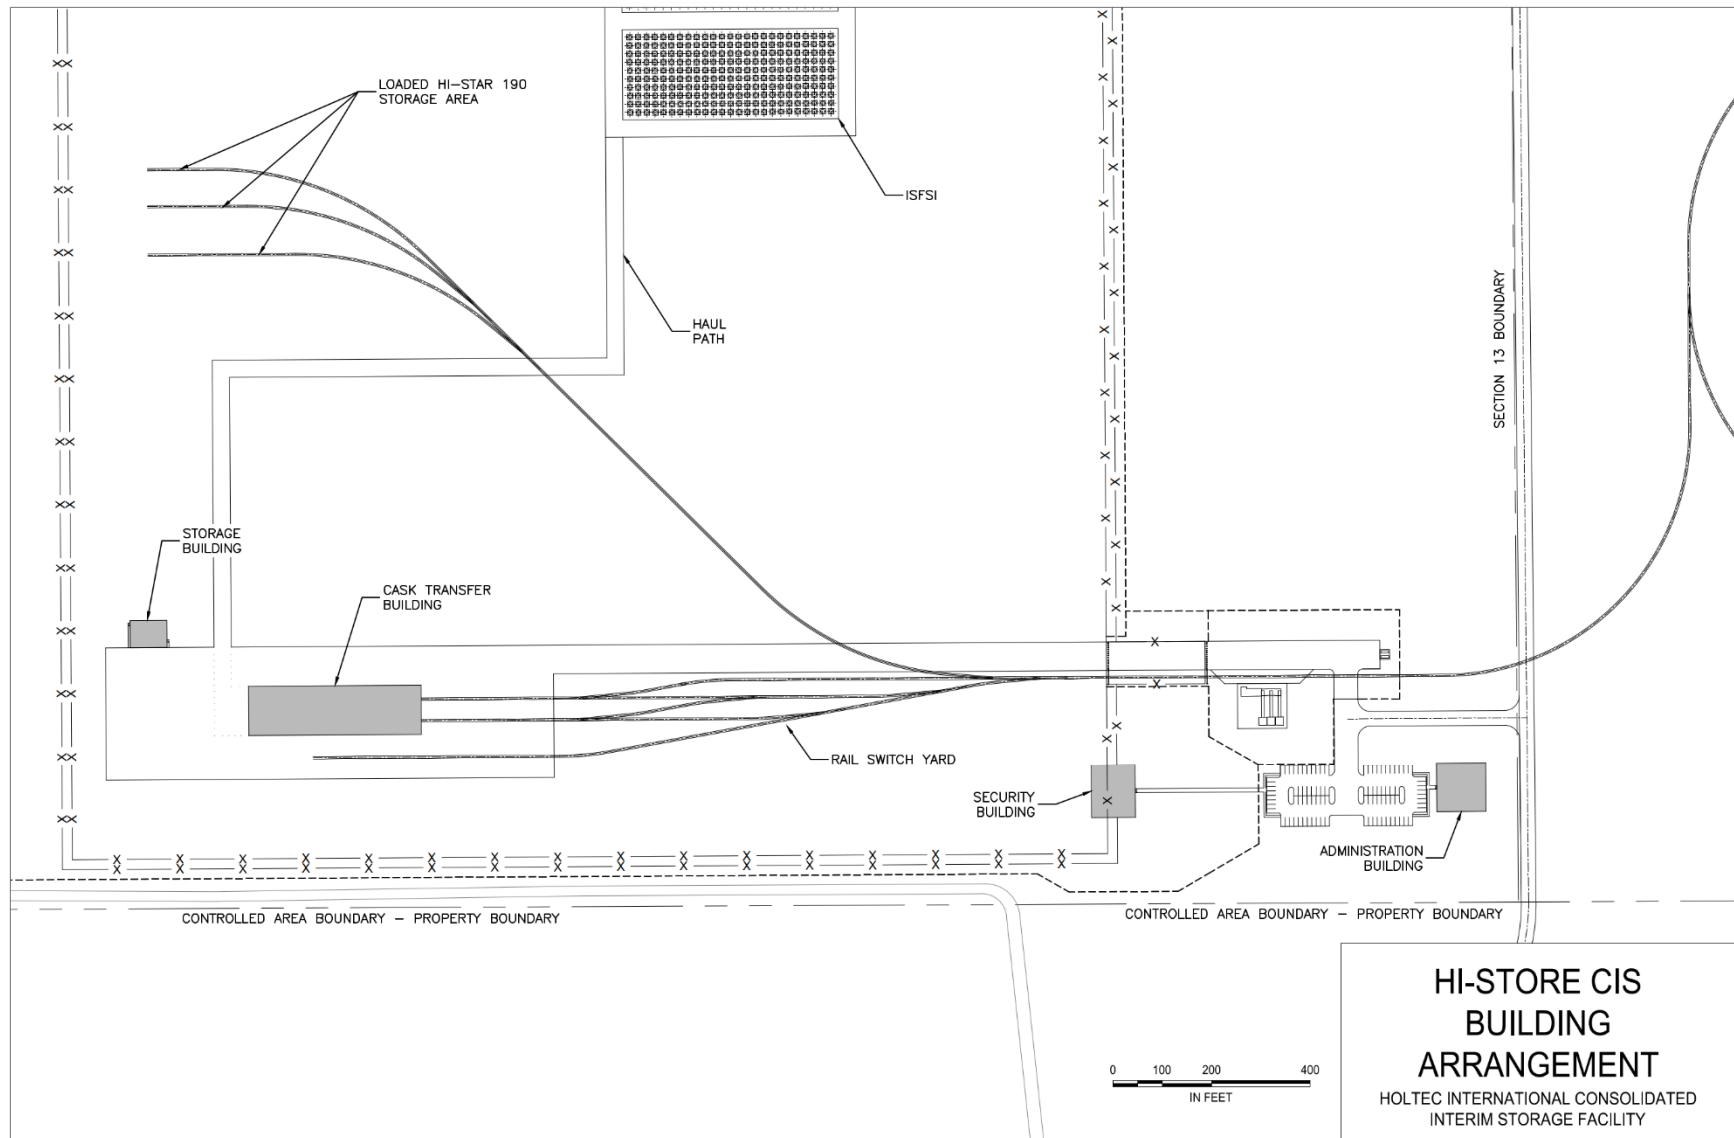 LOADED HI-STAR 190
STORAGE AREA
ISFSI
HAUL
PATH
SECTION 13 BOUNDARY
STORAGE
BUILDING
CASK TRANSFER
BUILDING
RAIL SWITCH YARD
SECURITY
BUILDING
ADMINISTRATION
BUILDING
CONTROLLED AREA BOUNDARY - PROPERTY BOUNDARY
CONTROLLED AREA BOUNDARY - PROPERTY BOUNDARY
0 100 200 400
IN FEET
HI-STORE CIS
BUILDING
ARRANGEMENT
HOLTEC INTERNATIONAL CONSOLIDATED
INTERIM STORAGE FACILITY